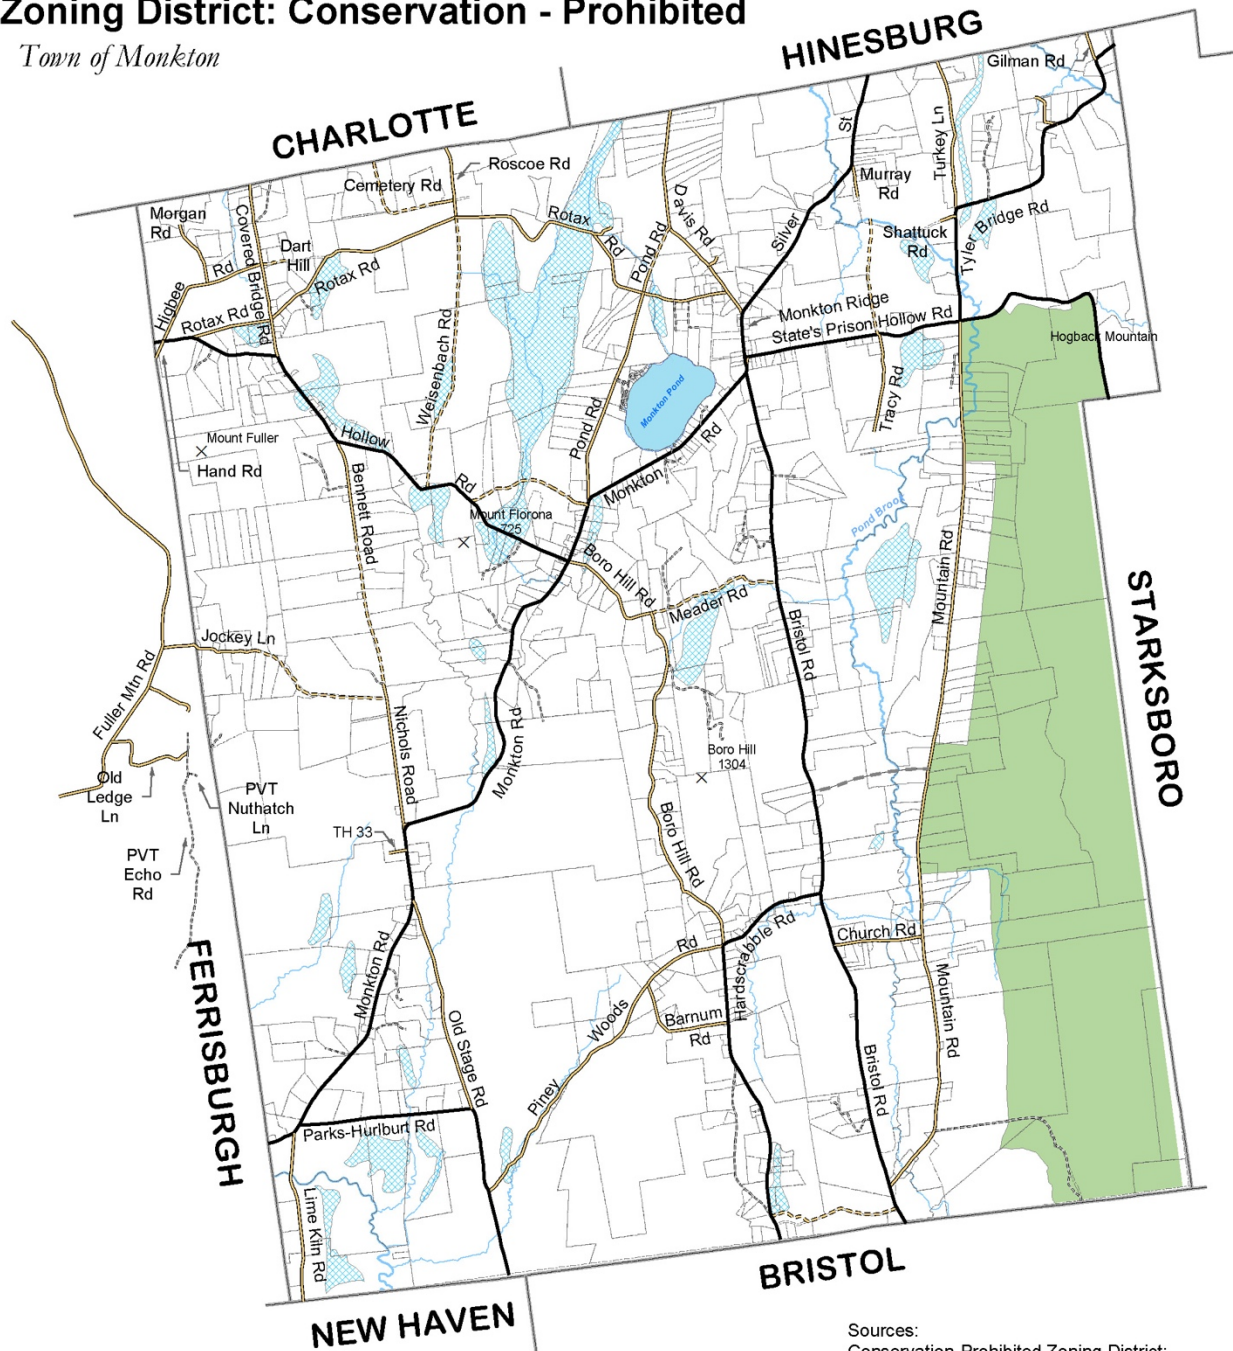 Zoning District: Conservation - Prohibited
Town of Monkton
HINESBURG
Gilman Rd
CHARLOTTE
St
Turkey Ln
Roscoe Rd
Cemetery Rd
Murray
Rd
Morgan
Rd
Covered Bridge Rd
Davis Rd
Rotax
Rd
Silver
Shattuck
Rd
Tyler Bridge Rd
Dart
Hill
Rd
Pond Rd
Rotax Rd
Higbee
Rotax Rd
Monkton Ridge
State's Prison Hollow Rd
Hogback Mountain
Weisenbach Rd
Monkton Pond
Tracy Rd
Pond Rd
Rd
Mount Fuller
Hollow
Hand Rd
Rd
Monkton
Bennett Road
Mount Florona
725
Pond Brook
Boro Hill Rd
Mountain Rd
STARKSBORO
Meader Rd
Bristol Rd
Jockey Ln
Fuller Mtn Rd
Nichols Road
Monkton Rd
Boro Hill
1304
Old
Ledge
Ln
PVT
Nuthatch
Ln
TH 33
Boro Hill Rd
PVT
Echo
Rd
Hardscrabble Rd
Church Rd
FERRISBURGH
Monkton Rd
Rd
Mountain Rd
Woods
Barnum
Rd
Old Stage Rd
Bristol Rd
Piney
Parks-Hurlburt Rd
Lime Kiln Rd
BRISTOL
NEW HAVEN
Sources:
Conservation-Prohibited Zoning District: